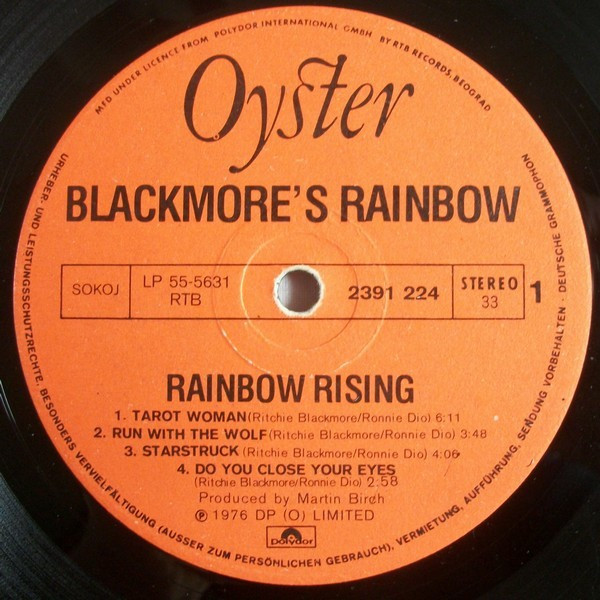 MFD UNDER LICENCE FROM POLYDOR INTERNATIONAL GMBH BY RTB RECORDS, BEOGRAD
Oyster
BLACKMORE'S RAINBOW
SOKOJ
LP 55-5631
RTB
2391 224
STEREO
33
1
RAINBOW RISING
1. TAROT WOMAN (Ritchie Blackmore/Ronnie Dio) 6:11
2. RUN WITH THE WOLF (Ritchie Blackmore/Ronnie Dio) 3:48
3. STARSTRUCK (Ritchie Blackmore/Ronnie Dio) 4:06
4. DO YOU CLOSE YOUR EYES
(Ritchie Blackmore/Ronnie Dio) 2:58
Produced by Martin Birch
℗ 1976 DP (O) LIMITED
Polydor
URHEBER- UND LEISTUNGSSCHUTZRECHTE, BESONDERS VERVIELFÄLTIGUNG (AUSSER ZUM PERSÖNLICHEN GEBRAUCH), VERMIETUNG, AUFFÜHRUNG, SENDUNG VORBEHALTEN · DEUTSCHE GRAMMOPHON